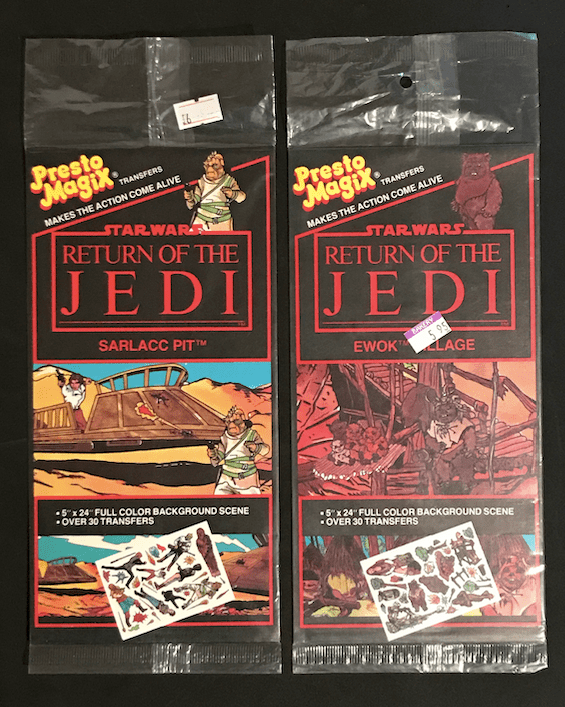 Presto
Magix® TRANSFERS
MAKES THE ACTION COME ALIVE
STAR WARS
RETURN OF THE
JEDI
SARLACC PIT™
• 5" x 24" FULL COLOR BACKGROUND SCENE
• OVER 30 TRANSFERS
Presto
Magix® TRANSFERS
MAKES THE ACTION COME ALIVE
STAR WARS
RETURN OF THE
JEDI
5 95
EWOK™
• 5" x 24" FULL COLOR BACKGROUND SCENE
• OVER 30 TRANSFERS